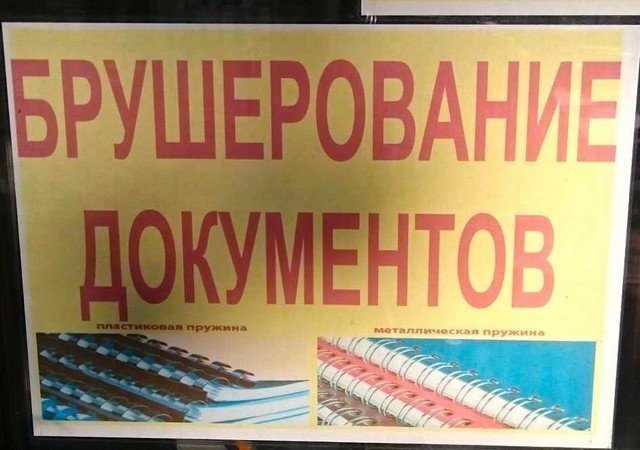 БРУШЕРОВАНИЕ
ДОКУМЕНТОВ
пластиковая пружина
металлическая пружина